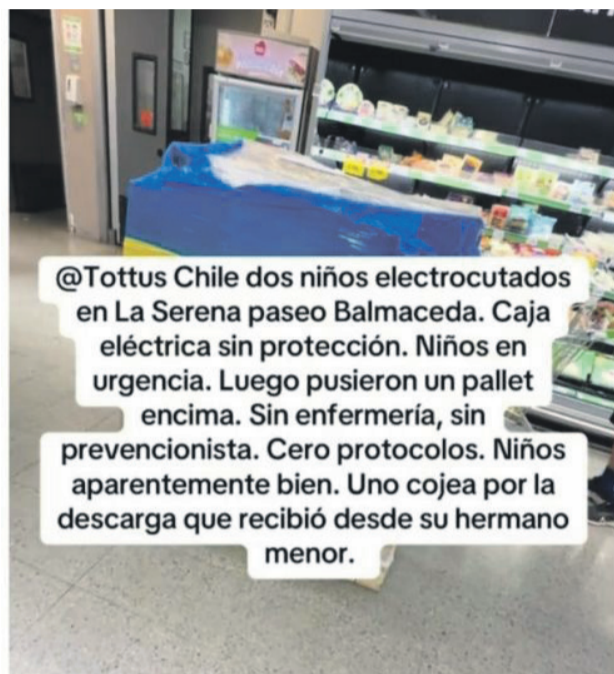 @Tottus Chile dos niños electrocutados
en La Serena paseo Balmaceda. Caja
eléctrica sin protección. Niños en
urgencia. Luego pusieron un pallet
encima. Sin enfermería, sin
prevencionista. Cero protocolos. Niños
aparentemente bien. Uno cojea por la
descarga que recibió desde su hermano
menor.